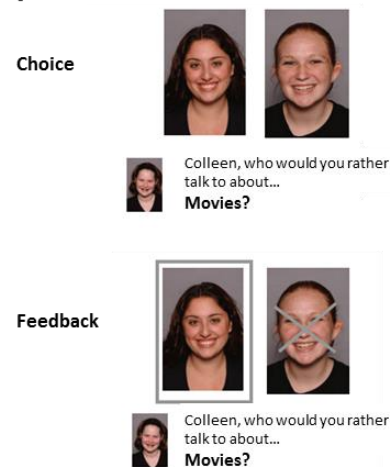 Choice
Colleen, who would you rather
talk to about...
Movies?
Feedback
Colleen, who would you rather
talk to about...
Movies?